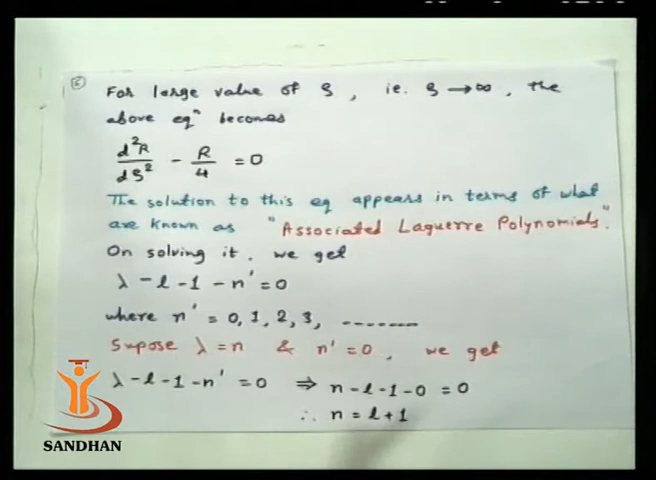 6
For large value of ρ, ie. ρ → ∞, the
above eqⁿ becomes
d²R/dρ² - R/4 = 0
The solution to this eq appears in terms of what
are known as "Associated Laguerre Polynomials".
On solving it, we get
λ - l - 1 - n' = 0
where n' = 0, 1, 2, 3, --------
Supose λ = n & n' = 0, we get
λ - l - 1 - n' = 0 ⇒ n - l - 1 - 0 = 0
∴ n = l + 1
SANDHAN